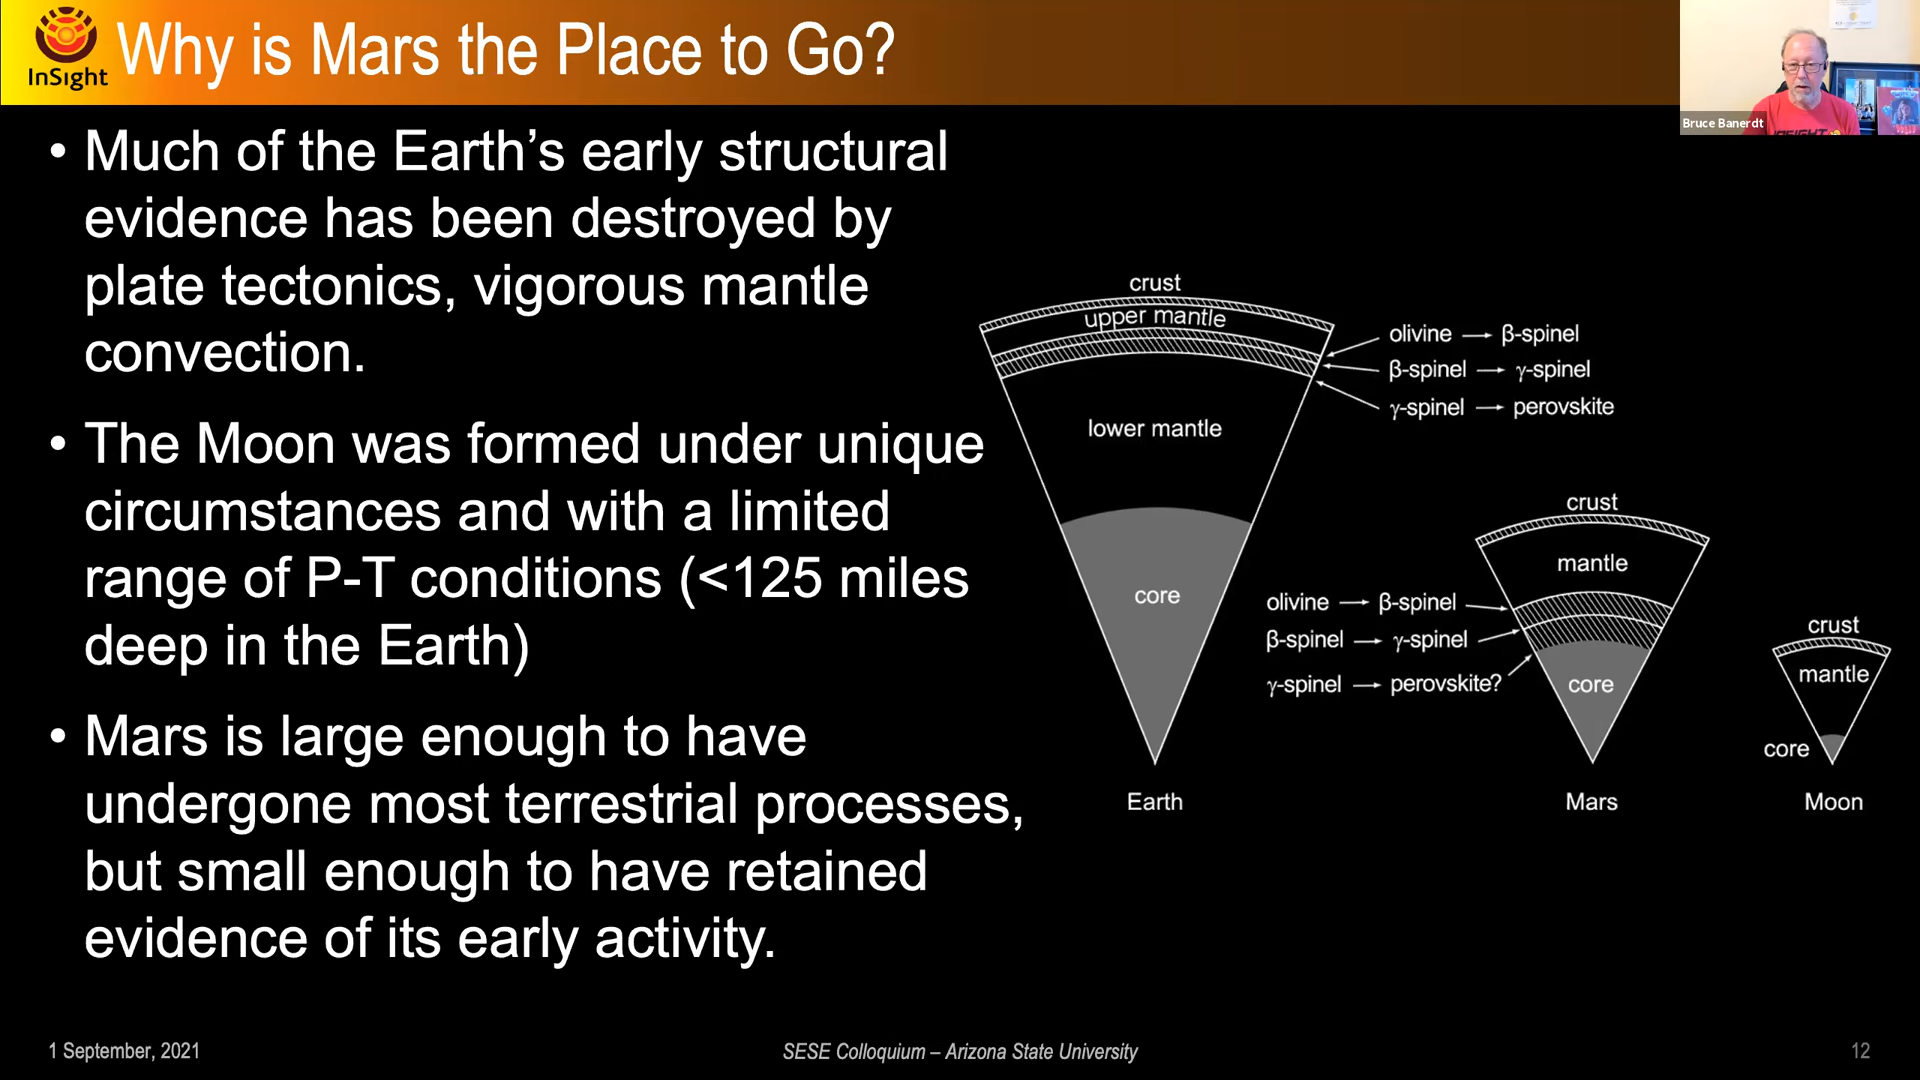 InSight
Why is Mars the Place to Go?
Bruce Banerdt
• Much of the Earth’s early structural
evidence has been destroyed by
plate tectonics, vigorous mantle
convection.
• The Moon was formed under unique
circumstances and with a limited
range of P-T conditions (<125 miles
deep in the Earth)
• Mars is large enough to have
undergone most terrestrial processes,
but small enough to have retained
evidence of its early activity.
crust
upper mantle
lower mantle
core
Earth
olivine → β-spinel
β-spinel → γ-spinel
γ-spinel → perovskite
crust
mantle
olivine → β-spinel
β-spinel → γ-spinel
γ-spinel → perovskite?
core
Mars
crust
mantle
core
Moon
1 September, 2021
SESE Colloquium – Arizona State University
12